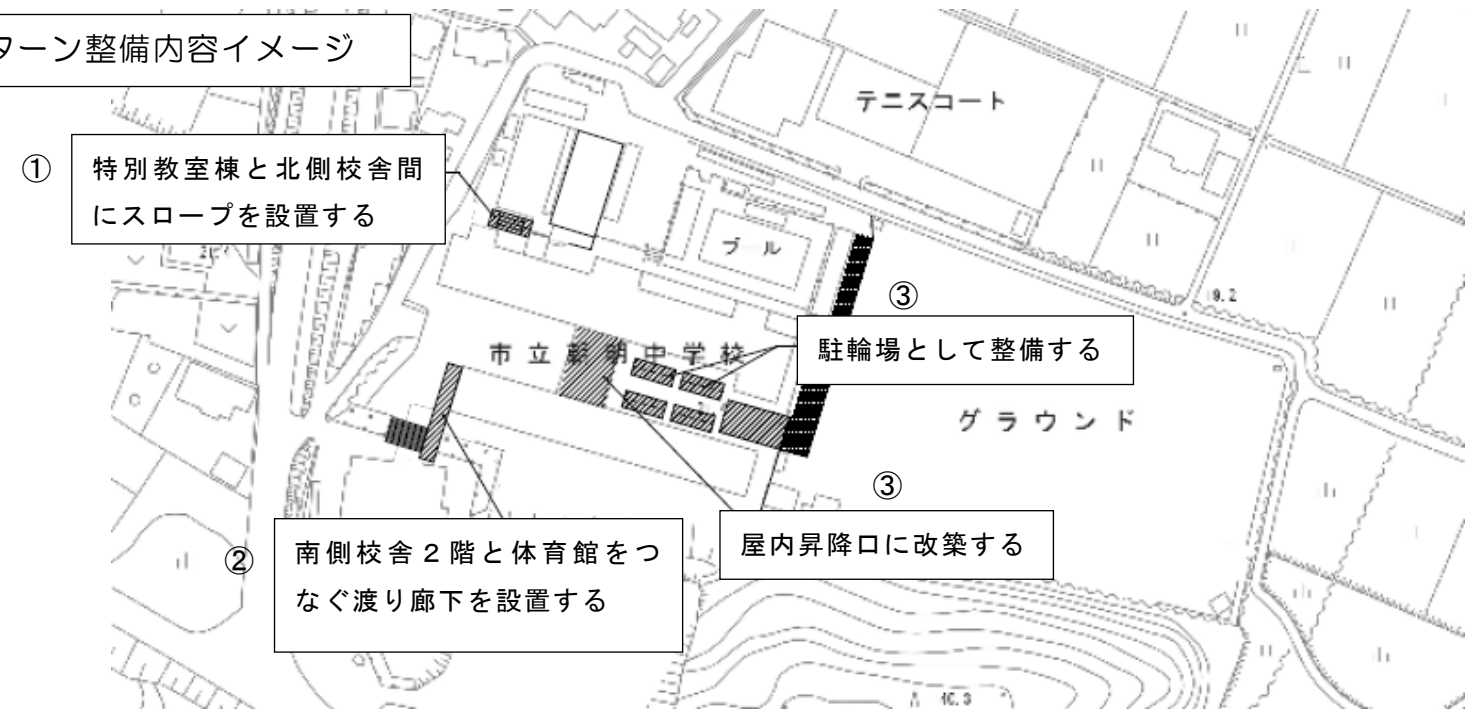 ターン整備内容イメージ
テニスコート
①
特別教室棟と北側校舎間
にスロープを設置する
プール
9.2
③
駐輪場として整備する
市立
明中学校
グラウンド
③
屋内昇降口に改築する
②
南側校舎２階と体育館をつ
なぐ渡り廊下を設置する